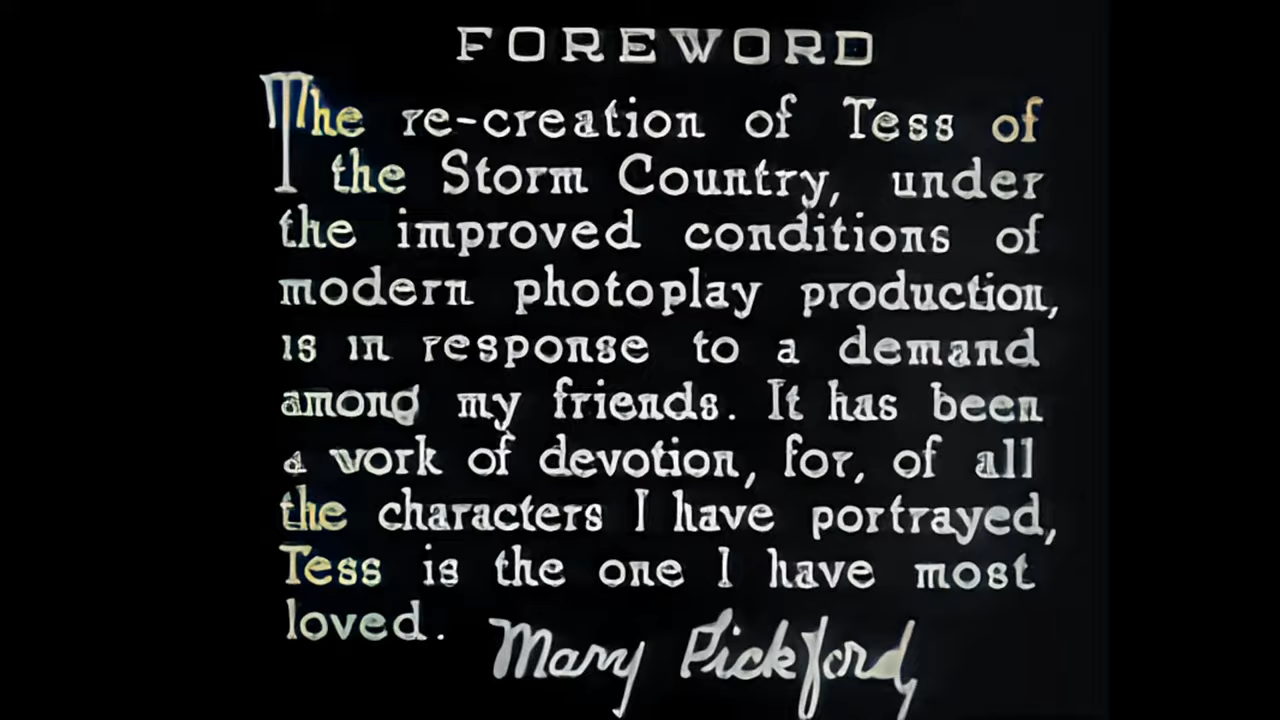 FOREWORD
The re-creation of Tess of
the Storm Country, under
the improved conditions of
modern photoplay production,
is in response to a demand
among my friends. It has been
a work of devotion, for, of all
the characters I have portrayed,
Tess is the one I have most
loved.
Mary Pickford